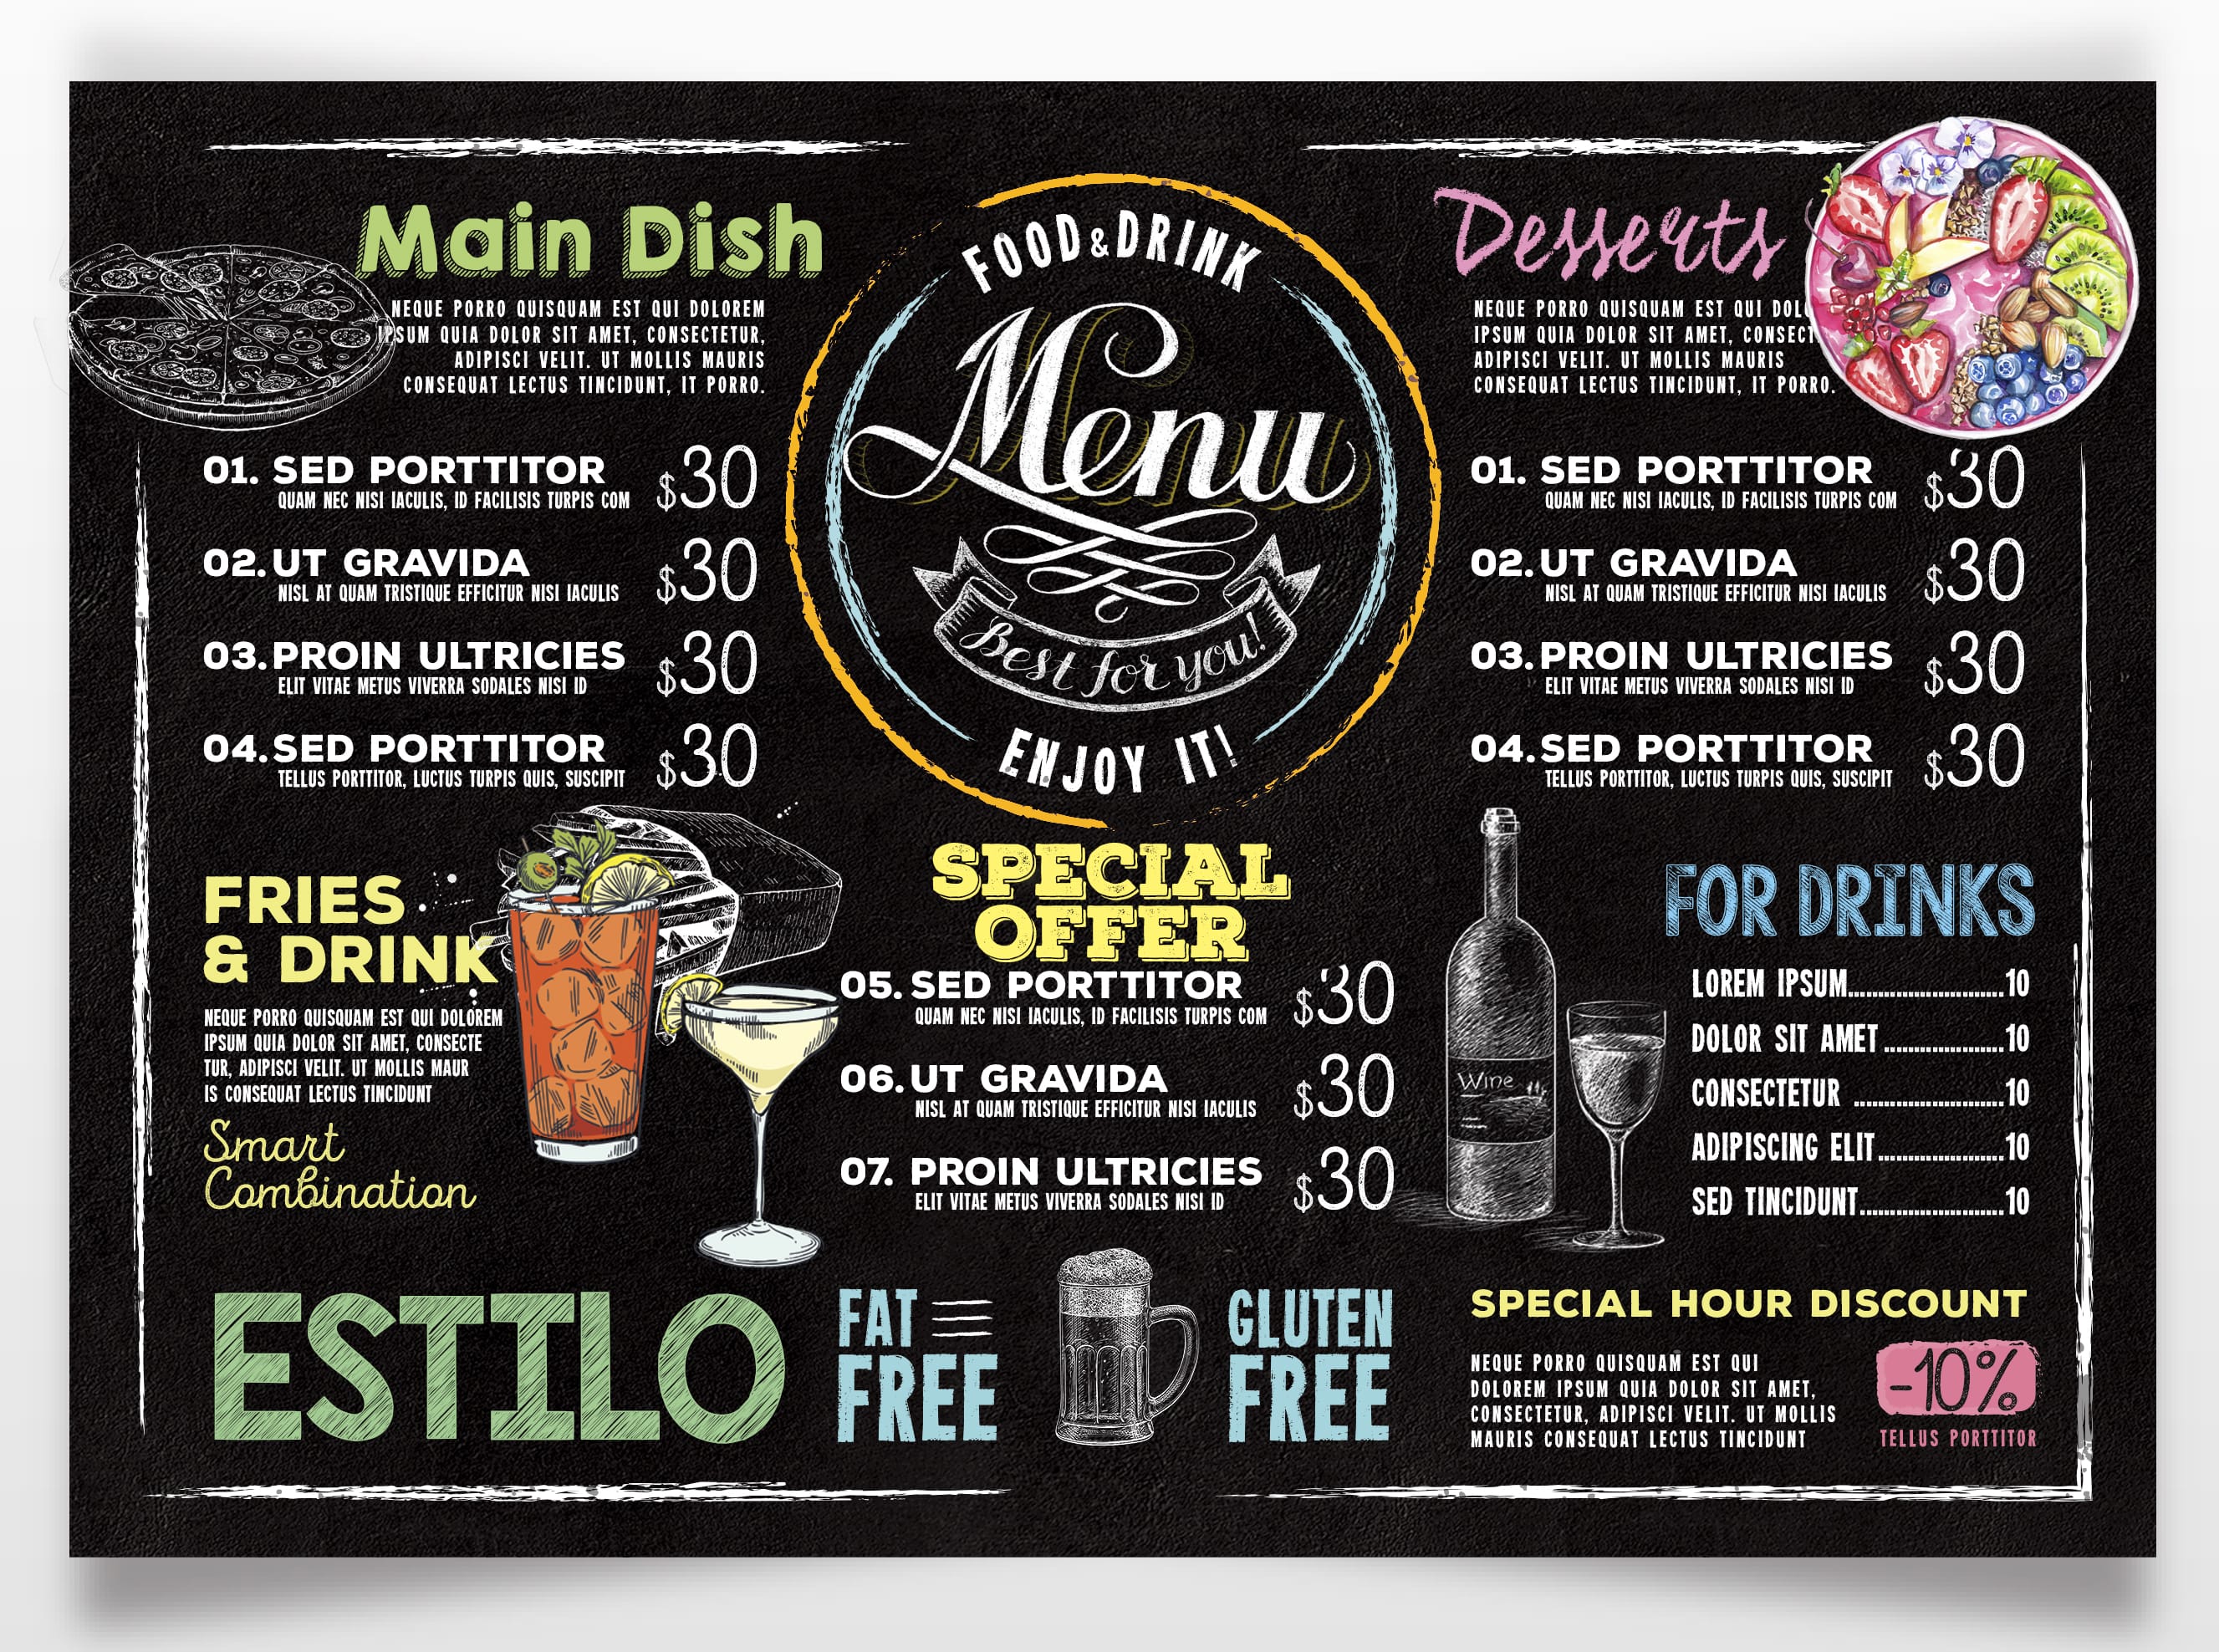 Main Dish
NEQUE PORRO QUISQUAM EST QUI DOLOREM
IPSUM QUIA DOLOR SIT AMET, CONSECTETUR,
ADIPISCI VELIT. UT MOLLIS MAURIS
CONSEQUAT LECTUS TINCIDUNT, IT PORRO.
01. SED PORTTITOR $30
QUAM NEC NISI IACULIS, ID FACILISIS TURPIS COM
02. UT GRAVIDA $30
NISL AT QUAM TRISTIQUE EFFICITUR NISI IACULIS
03. PROIN ULTRICIES $30
ELIT VITAE METUS VIVERRA SODALES NISI ID
04. SED PORTTITOR $30
TELLUS PORTTITOR, LUCTUS TURPIS QUIS, SUSCIPIT
FRIES
& DRINK
NEQUE PORRO QUISQUAM EST QUI DOLOREM
IPSUM QUIA DOLOR SIT AMET, CONSECTE
TUR, ADIPISCI VELIT. UT MOLLIS MAUR
IS CONSEQUAT LECTUS TINCIDUNT
Smart
Combination
ESTILO
FOOD & DRINK
Menu
Best for you!
ENJOY IT!
SPECIAL
OFFER
05. SED PORTTITOR $30
QUAM NEC NISI IACULIS, ID FACILISIS TURPIS COM
06. UT GRAVIDA $30
NISL AT QUAM TRISTIQUE EFFICITUR NISI IACULIS
07. PROIN ULTRICIES $30
ELIT VITAE METUS VIVERRA SODALES NISI ID
FAT
FREE
GLUTEN
FREE
Desserts
NEQUE PORRO QUISQUAM EST QUI
IPSUM QUIA DOLOR SIT AMET,
ADIPISCI VELIT. UT MOLLIS MAURIS
CONSEQUAT LECTUS TINCIDUNT, IT PORRO.
01. SED PORTTITOR $30
QUAM NEC NISI IACULIS, ID FACILISIS TURPIS COM
02. UT GRAVIDA $30
NISL AT QUAM TRISTIQUE EFFICITUR NISI IACULIS
03. PROIN ULTRICIES $30
ELIT VITAE METUS VIVERRA SODALES NISI ID
04. SED PORTTITOR $30
TELLUS PORTTITOR, LUCTUS TURPIS QUIS, SUSCIPIT
Wine
FOR DRINKS
LOREM IPSUM..........................10
DOLOR SIT AMET....................10
CONSECTETUR .........................10
ADIPISCING ELIT.....................10
SED TINCIDUNT........................10
SPECIAL HOUR DISCOUNT
NEQUE PORRO QUISQUAM EST QUI
DOLOREM IPSUM QUIA DOLOR SIT AMET,
CONSECTETUR, ADIPISCI VELIT. UT MOLLIS
MAURIS CONSEQUAT LECTUS TINCIDUNT
-10%
TELLUS PORTTITOR